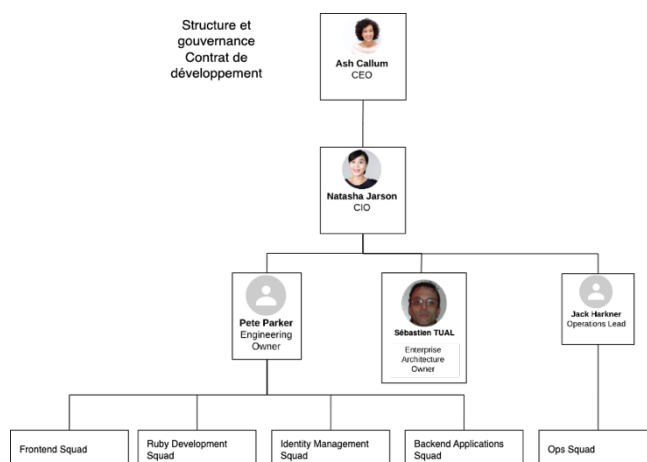 Structure et
gouvernance
Contrat de
développement
Ash Callum
CEO
Natasha Jarson
CIO
Pete Parker
Engineering
Owner
Sébastien TUAL
Enterprise
Architecture
Owner
Jack Harkner
Operations Lead
Frontend Squad
Ruby Development
Squad
Identity Management
Squad
Backend Applications
Squad
Ops Squad